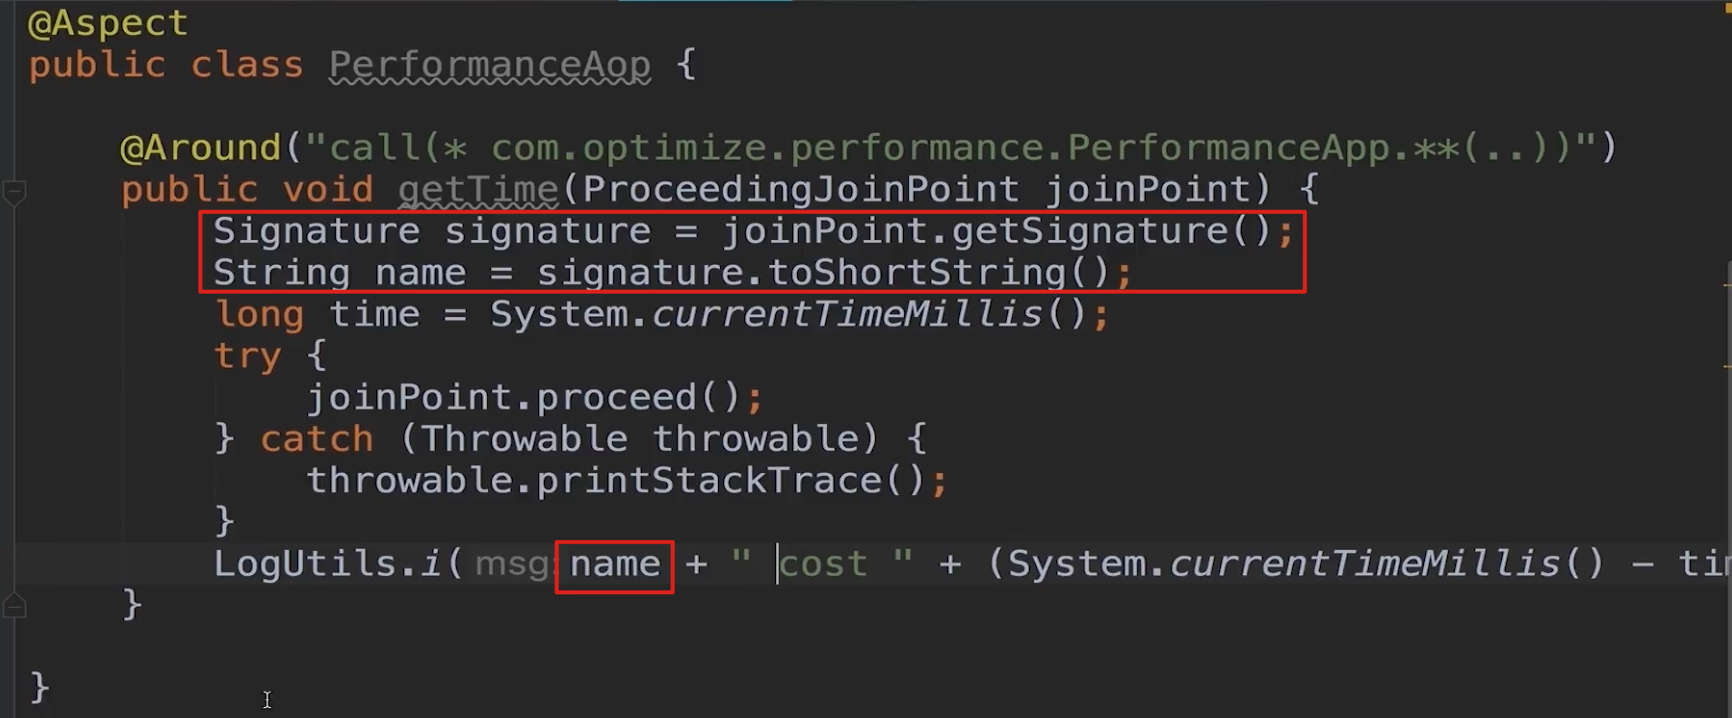 @Aspect
public class PerformanceAop {
@Around("call(* com.optimize.performance.PerformanceApp.**(..))")
public void getTime(ProceedingJoinPoint joinPoint) {
Signature signature = joinPoint.getSignature();
String name = signature.toShortString();
long time = System.currentTimeMillis();
try {
joinPoint.proceed();
} catch (Throwable throwable) {
throwable.printStackTrace();
}
LogUtils.i( msg: name + " cost " + (System.currentTimeMillis() -
}
}